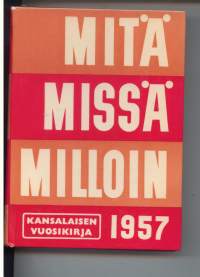 MITÄ
MISSÄ
MILLOIN
KANSALAISEN
VUOSIKIRJA
1957